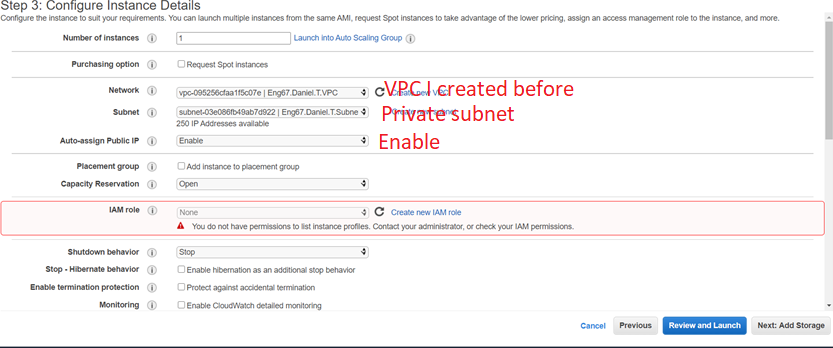 Step 3: Configure Instance Details
Configure the instance to suit your requirements. You can launch multiple instances from the same AMI, request Spot instances to take advantage of the lower pricing, assign an access management role to the instance, and more.
Number of instances i 1 Launch into Auto Scaling Group i
Purchasing option i Request Spot instances
Network i vpc-095256cfaa1f5c07e | Eng67.Daniel.T.VPC Create new VPC VPC I created before
Subnet i subnet-03e086fb49ab7d922 | Eng67.Daniel.T.Subne Create new subnet Private subnet
250 IP Addresses available
Auto-assign Public IP i Enable Enable
Placement group i Add instance to placement group
Capacity Reservation i Open
IAM role i None Create new IAM role
You do not have permissions to list instance profiles. Contact your administrator, or check your IAM permissions.
Shutdown behavior i Stop
Stop - Hibernate behavior i Enable hibernation as an additional stop behavior
Enable termination protection i Protect against accidental termination
Monitoring i Enable CloudWatch detailed monitoring
Cancel Previous Review and Launch Next: Add Storage